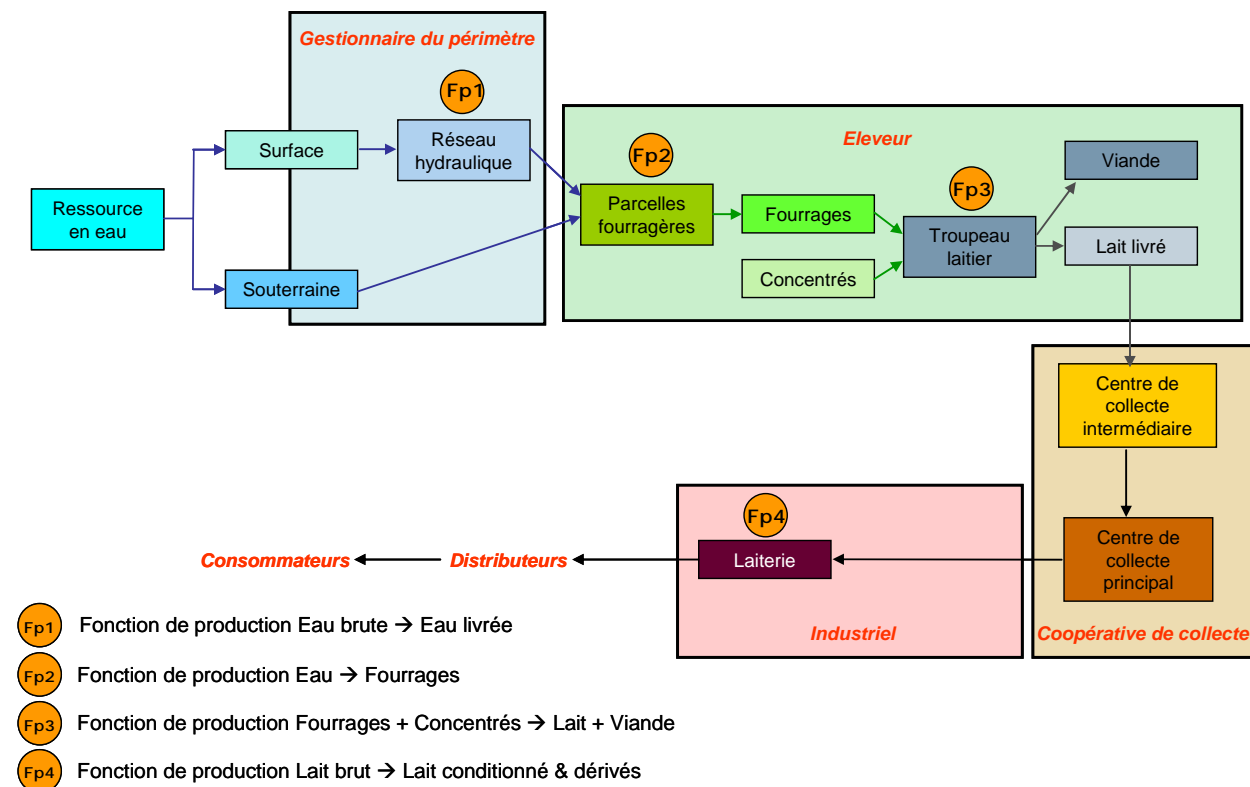 Gestionnaire du périmètre
Fp1
Surface
Réseau
hydraulique
Ressource
en eau
Souterraine
Eleveur
Fp2
Parcelles
fourragères
Fourrages
Concentrés
Fp3
Troupeau
laitier
Viande
Lait livré
Centre de
collecte
intermédiaire
Centre de
collecte
principal
Coopérative de collecte
Fp4
Laiterie
Industriel
Distributeurs
Consommateurs
Fp1 Fonction de production Eau brute → Eau livrée
Fp2 Fonction de production Eau → Fourrages
Fp3 Fonction de production Fourrages + Concentrés → Lait + Viande
Fp4 Fonction de production Lait brut → Lait conditionné & dérivés